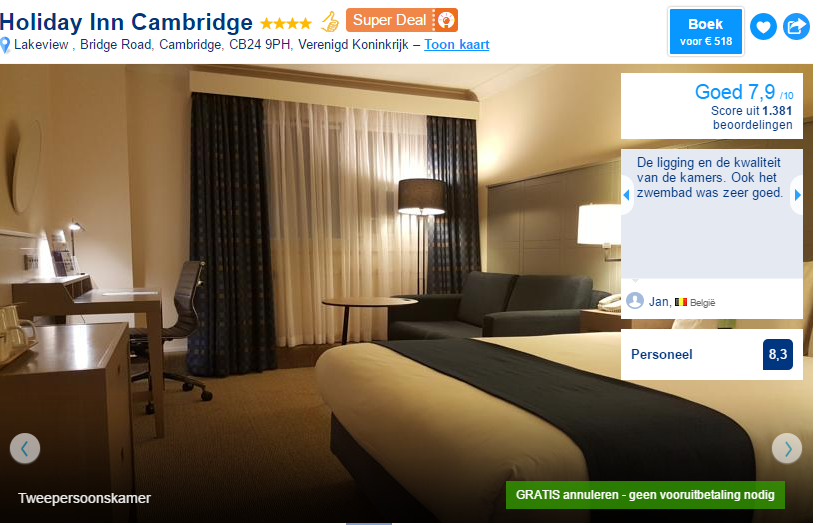 Holiday Inn Cambridge
Super Deal
Lakeview , Bridge Road, Cambridge, CB24 9PH, Verenigd Koninkrijk – Toon kaart
Boek
voor € 518
Goed 7,9 /10
Score uit 1.381
beoordelingen
De ligging en de kwaliteit
van de kamers. Ook het
zwembad was zeer goed.
Jan, België
Personeel 8,3
Tweepersoonskamer
GRATIS annuleren - geen vooruitbetaling nodig